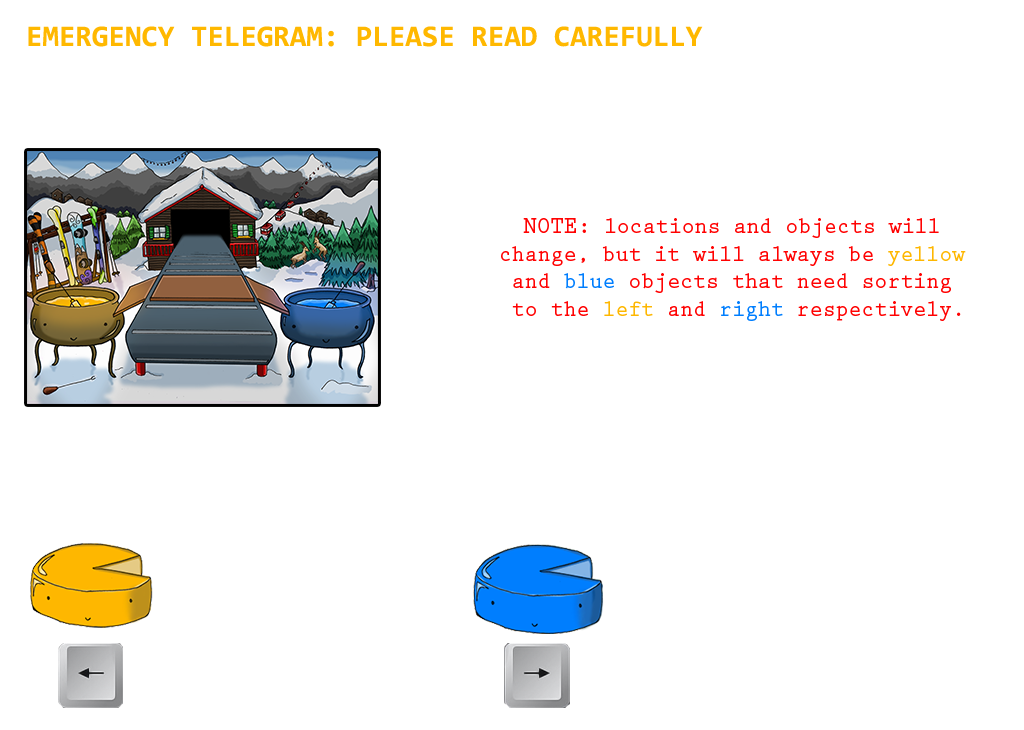 EMERGENCY TELEGRAM: PLEASE READ CAREFULLY
NOTE: locations and objects will
change, but it will always be yellow
and blue objects that need sorting
to the left and right respectively.